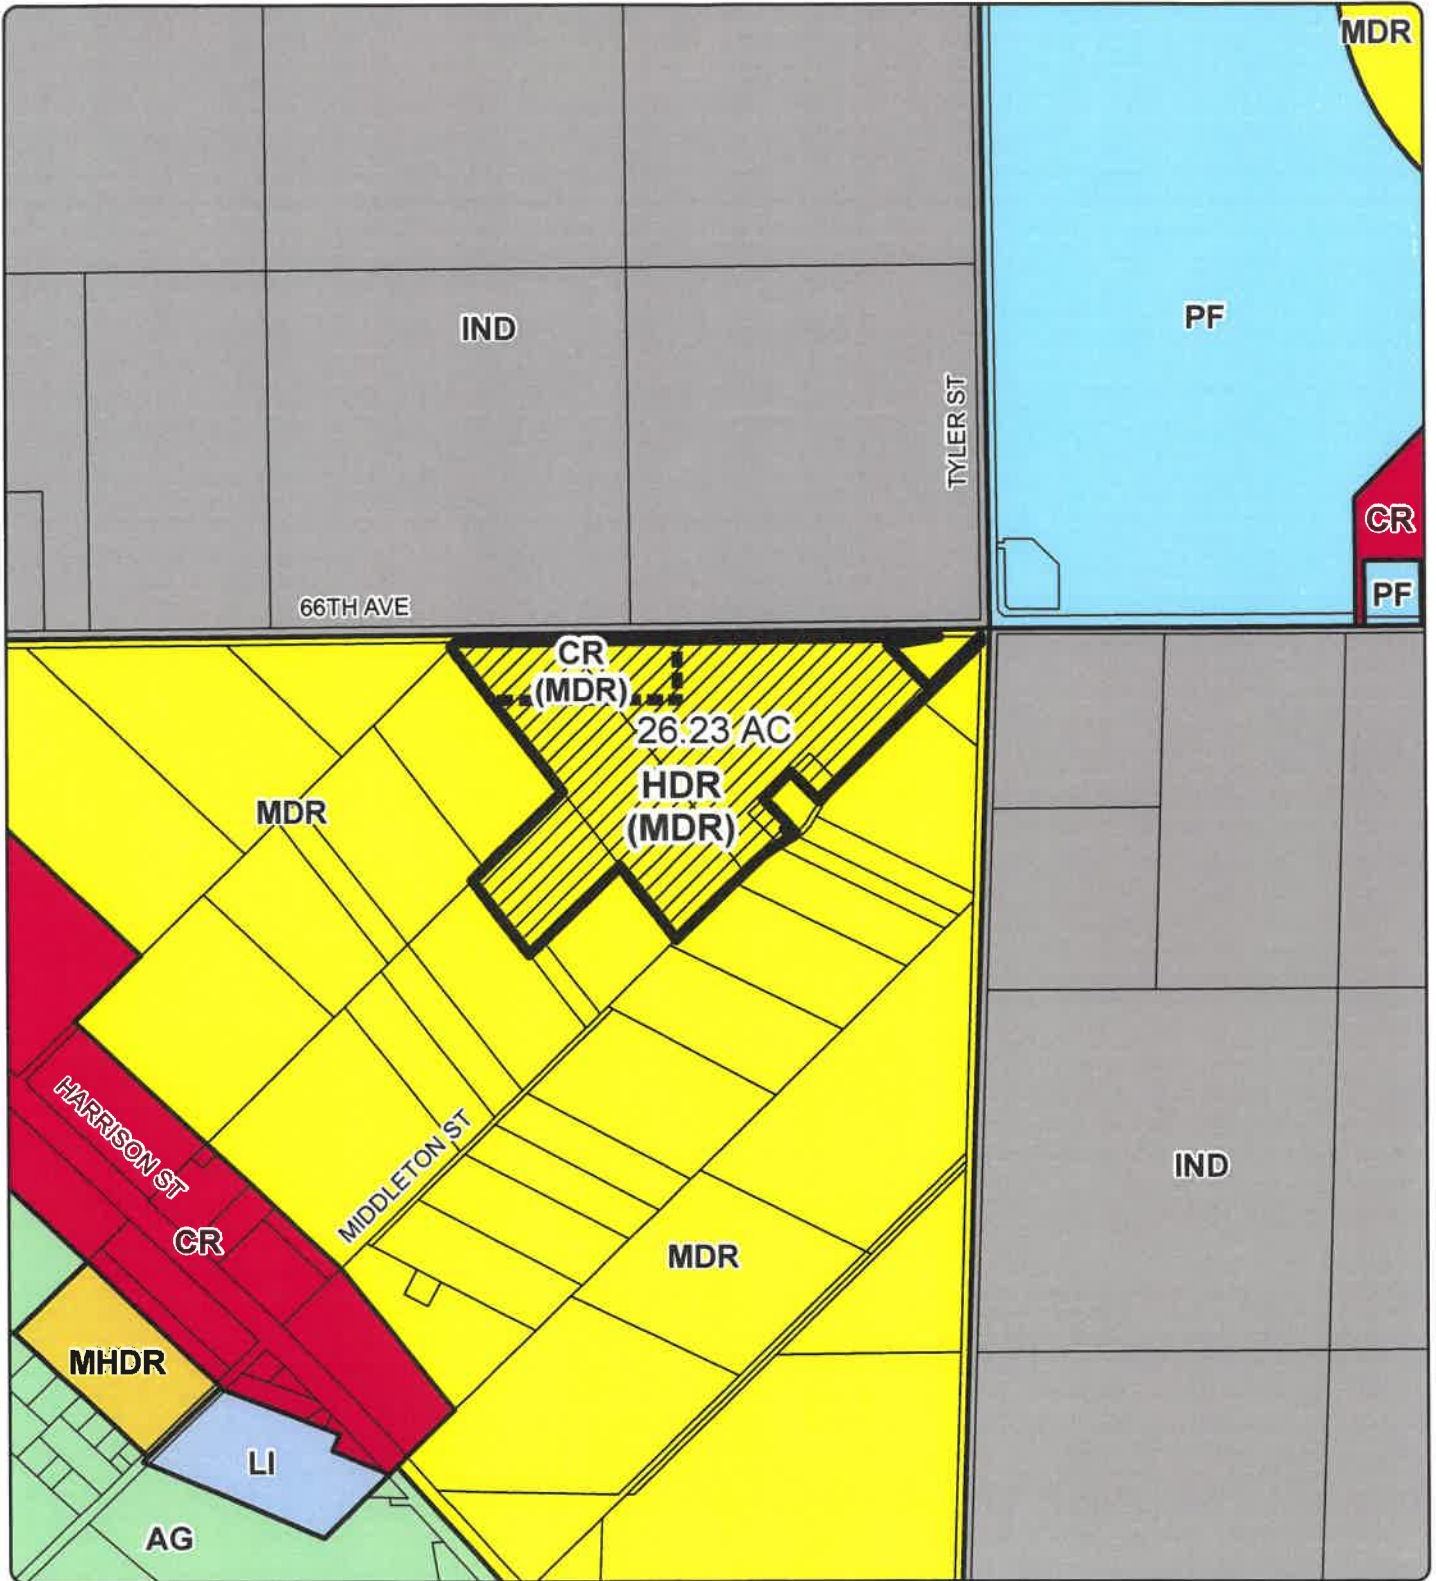 MDR
IND
PF
TYLER ST
CR
PF
66TH AVE
CR
(MDR)
26.23 AC
HDR
(MDR)
MDR
HARRISON ST
MIDDLETON ST
IND
CR
MDR
MHDR
LI
AG